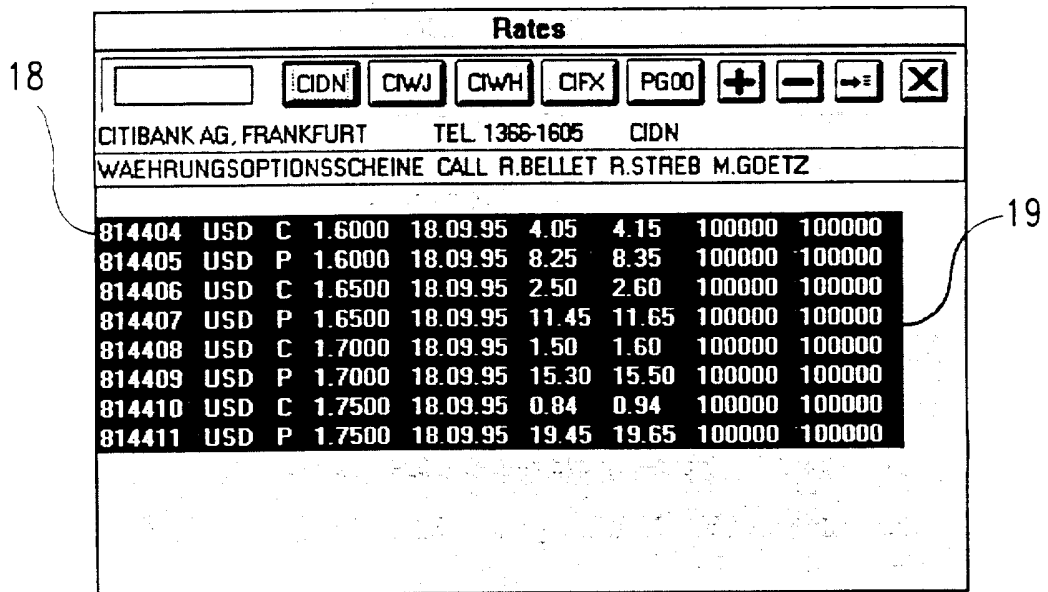 Rates
18
CIDN CIWJ CIWH CIFX PG00
CITIBANK AG, FRANKFURT TEL. 1366-1605 CIDN
WAEHRUNGSOPTIONSSCHEINE CALL R.BELLET R.STREB M.GOETZ
19
814404 USD C 1.6000 18.09.95 4.05 4.15 100000 100000
814405 USD P 1.6000 18.09.95 8.25 8.35 100000 100000
814406 USD C 1.6500 18.09.95 2.50 2.60 100000 100000
814407 USD P 1.6500 18.09.95 11.45 11.65 100000 100000
814408 USD C 1.7000 18.09.95 1.50 1.60 100000 100000
814409 USD P 1.7000 18.09.95 15.30 15.50 100000 100000
814410 USD C 1.7500 18.09.95 0.84 0.94 100000 100000
814411 USD P 1.7500 18.09.95 19.45 19.65 100000 100000